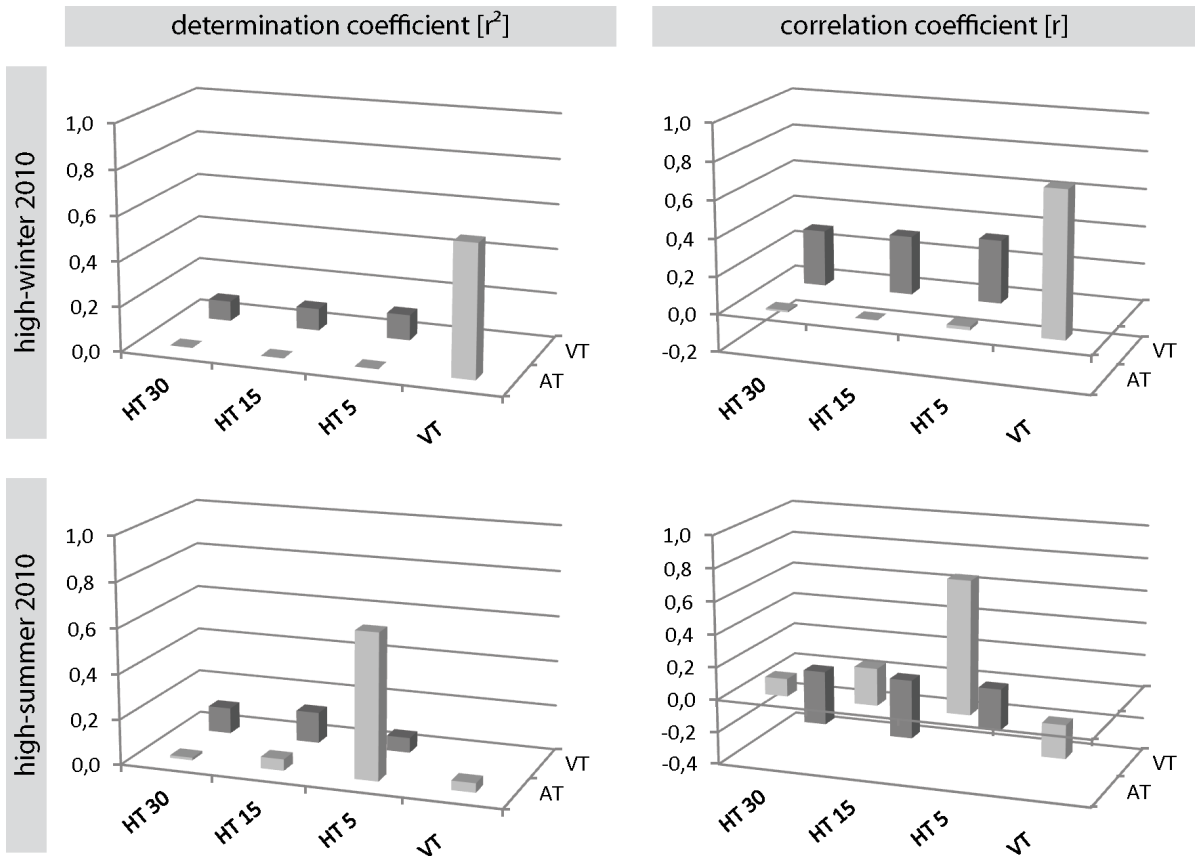 determination coefficient [r²]
correlation coefficient [r]
high-winter 2010
1,0
0,8
0,6
0,4
0,2
0,0
HT 30
HT 15
HT 5
VT
AT
VT
1,0
0,8
0,6
0,4
0,2
0,0
-0,2
HT 30
HT 15
HT 5
VT
AT
VT
high-summer 2010
1,0
0,8
0,6
0,4
0,2
0,0
HT 30
HT 15
HT 5
VT
AT
VT
1,0
0,8
0,6
0,4
0,2
0,0
-0,2
-0,4
HT 30
HT 15
HT 5
VT
AT
VT